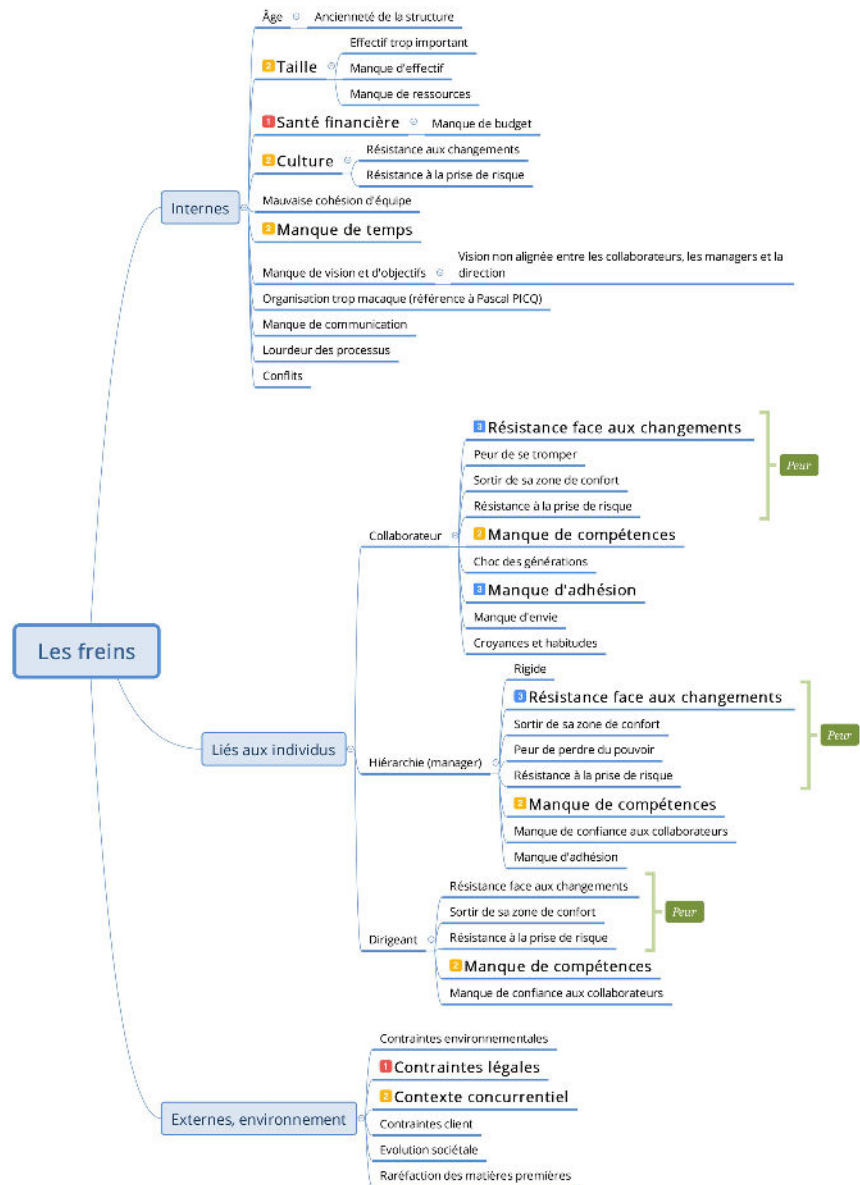 Les freins
Internes
Âge
Ancienneté de la structure
2 Taille
Effectif trop important
Manque d'effectif
Manque de ressources
1 Santé financière
Manque de budget
2 Culture
Résistance aux changements
Résistance à la prise de risque
Mauvaise cohésion d'équipe
2 Manque de temps
Manque de vision et d'objectifs
Vision non alignée entre les collaborateurs, les managers et la
direction
Organisation trop macaque (référence à Pascal PICQ)
Manque de communication
Lourdeur des processus
Conflits
Liés aux individus
Collaborateur
3 Résistance face aux changements
Peur de se tromper
Sortir de sa zone de confort
Résistance à la prise de risque
Peur
2 Manque de compétences
Choc des générations
3 Manque d'adhésion
Manque d'envie
Croyances et habitudes
Hiérarchie (manager)
Rigide
3 Résistance face aux changements
Sortir de sa zone de confort
Peur de perdre du pouvoir
Résistance à la prise de risque
Peur
2 Manque de compétences
Manque de confiance aux collaborateurs
Manque d'adhésion
Dirigeant
Résistance face aux changements
Sortir de sa zone de confort
Résistance à la prise de risque
Peur
2 Manque de compétences
Manque de confiance aux collaborateurs
Externes, environnement
Contraintes environnementales
1 Contraintes légales
2 Contexte concurrentiel
Contraintes client
Evolution sociétale
Raréfaction des matières premières